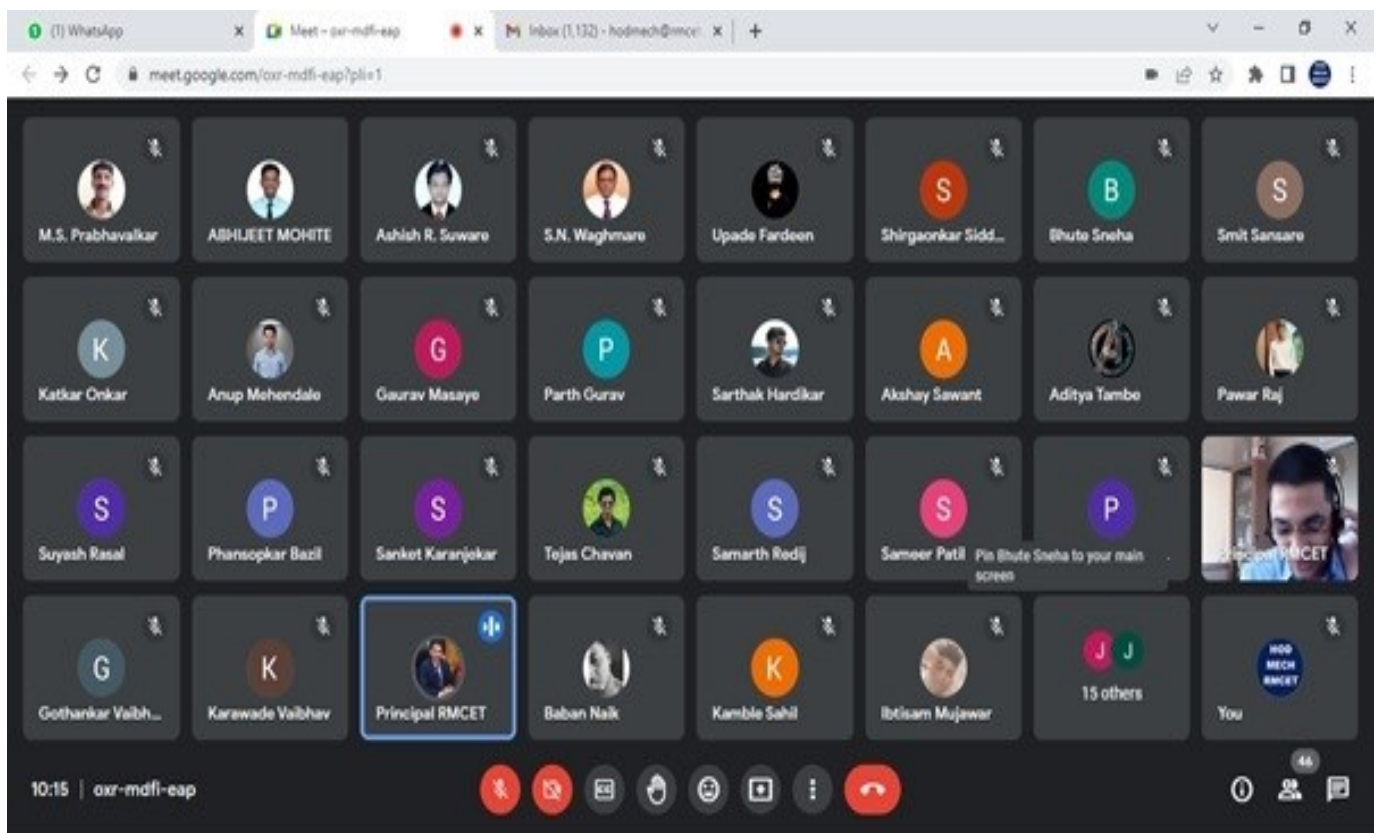 (1) WhatsApp
Meet – oxr-mdfi-eap
Inbox (1,132) - hodmech@rmcet.
meet.google.com/oxr-mdfi-eap?pli=1
M.S. Prabhavalkar
ABHIJEET MOHITE
Ashish R. Suware
S.N. Waghmare
Upade Fardeen
S
Shirgaonkar Sidd...
B
Bhute Sneha
S
Smit Sansare
K
Katkar Onkar
Anup Mehendale
G
Gaurav Masaye
P
Parth Gurav
Sarthak Hardikar
A
Akshay Sawant
Aditya Tambe
Pawar Raj
S
Suyash Rasal
P
Phansopkar Bazil
S
Sanket Karanjekar
Tejas Chavan
S
Samarth Redij
S
Sameer Patil
P
Pin Bhute Sneha to your main
screen
Principal RMCET
G
Gothankar Vaibh...
K
Karawade Vaibhav
Principal RMCET
Baban Naik
K
Kamble Sahil
Ibtisam Mujawar
J J
15 others
HOD
MECH
RMCET
You
10:15 | oxr-mdfi-eap
46